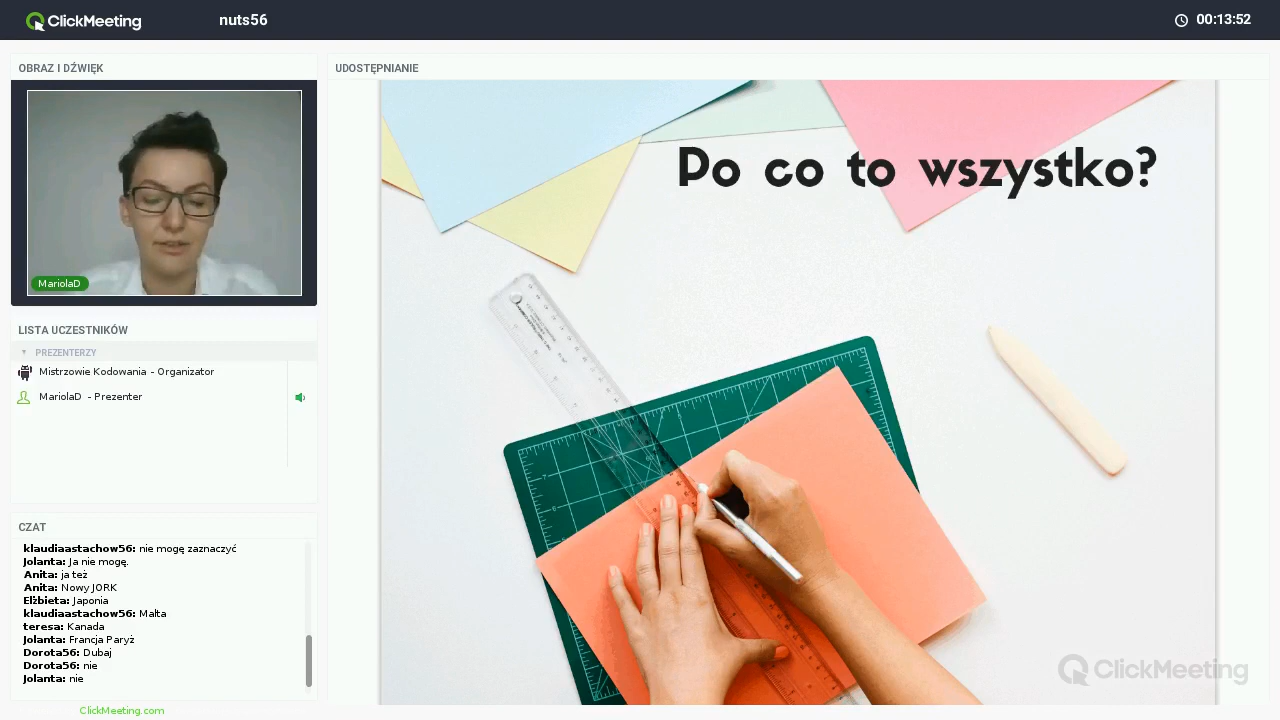 ClickMeeting
nuts56
00:13:52
OBRAZ I DŹWIĘK
MariolaD
LISTA UCZESTNIKÓW
PREZENTERZY
Mistrzowie Kodowania - Organizator
MariolaD - Prezenter
CZAT
klaudiaastachow56: nie mogę zaznaczyć
Jolanta: Ja nie mogę.
Anita: ja też
Anita: Nowy JORK
Elżbieta: Japonia
klaudiaastachow56: Malta
teresa: Kanada
Jolanta: Francja Paryż
Dorota56: Dubaj
Dorota56: nie
Jolanta: nie
ClickMeeting.com
UDOSTĘPNIANIE
Po co to wszystko?
ClickMeeting